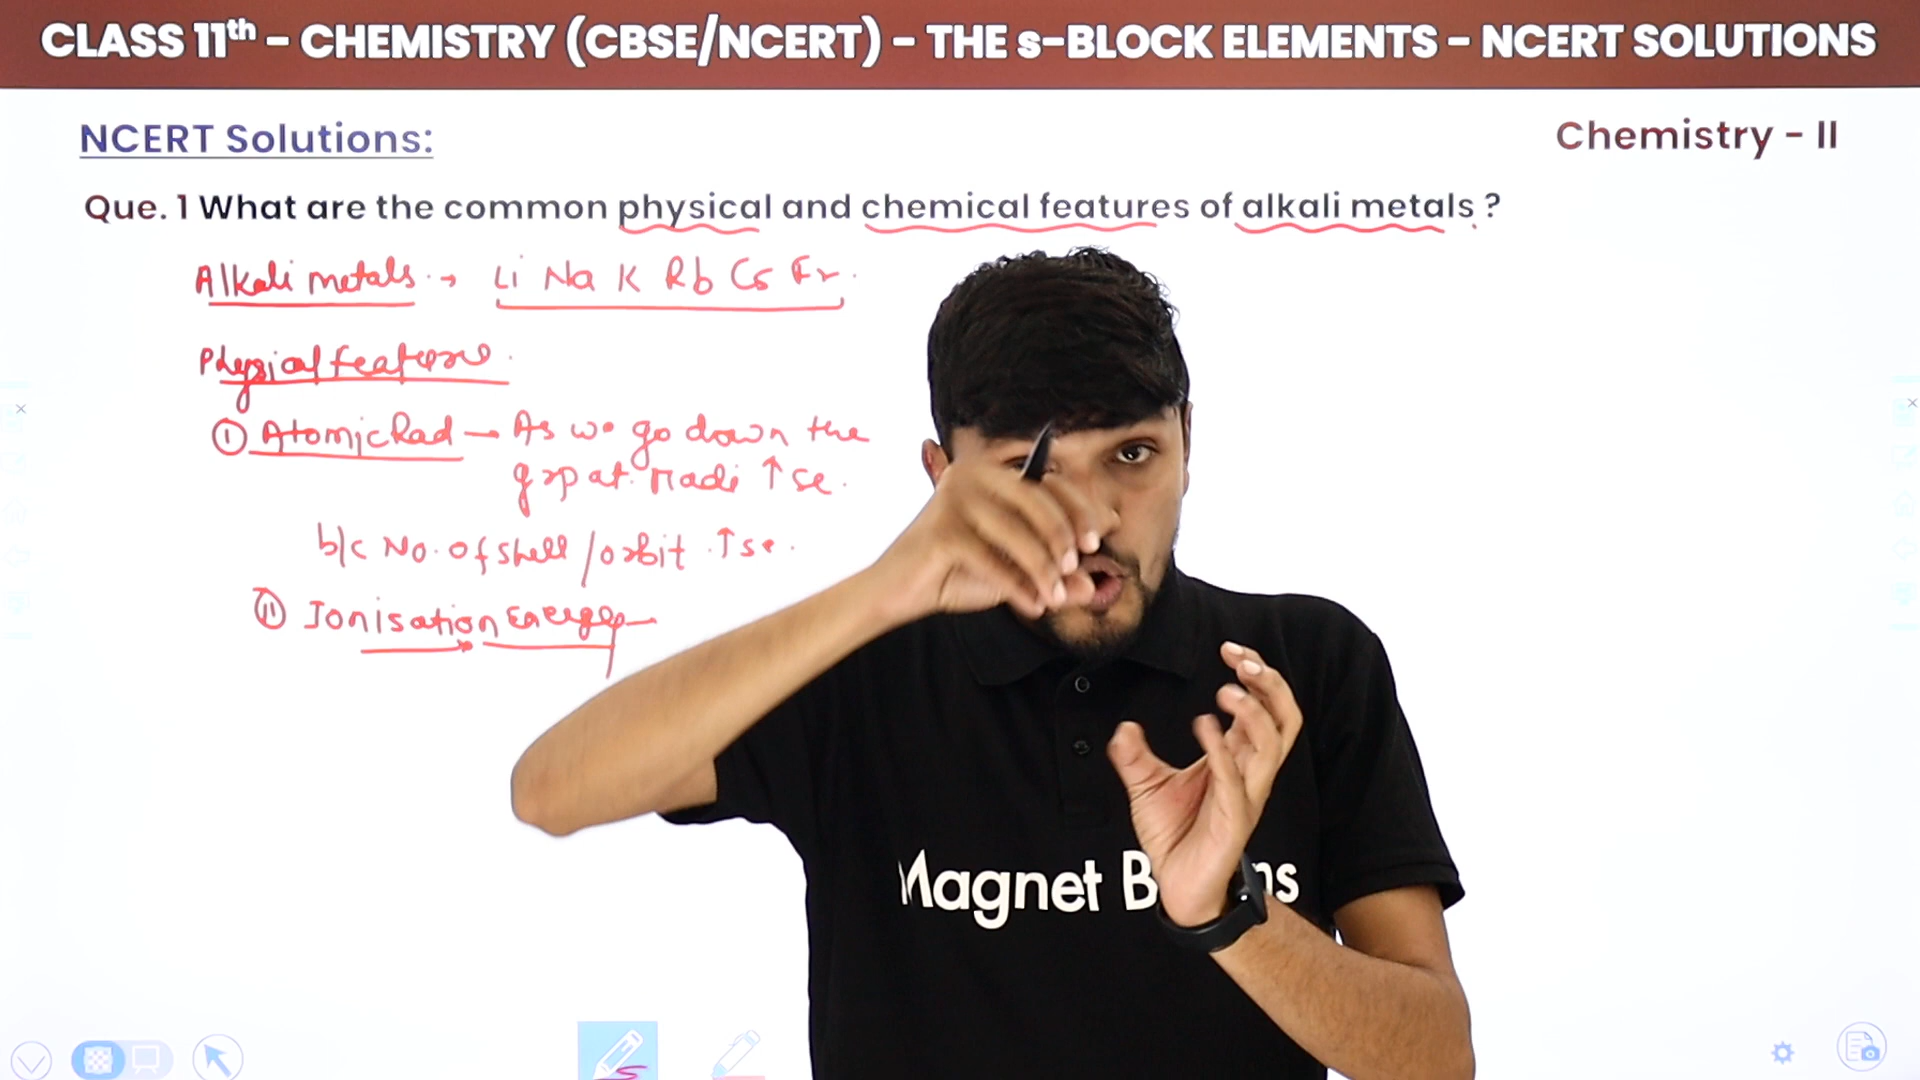 CLASS 11th - CHEMISTRY (CBSE/NCERT) - THE s-BLOCK ELEMENTS - NCERT SOLUTIONS
NCERT Solutions:
Chemistry - II
Que. 1 What are the common physical and chemical features of alkali metals ?
Alkali metals → Li Na K Rb Cs Fr.
Physical features.
① Atomic Rad → As we go down the
grp at. radii ↑se.
b/c No. of shell / orbit ↑se.
⑪ Ionisation Energy
Magnet B ns